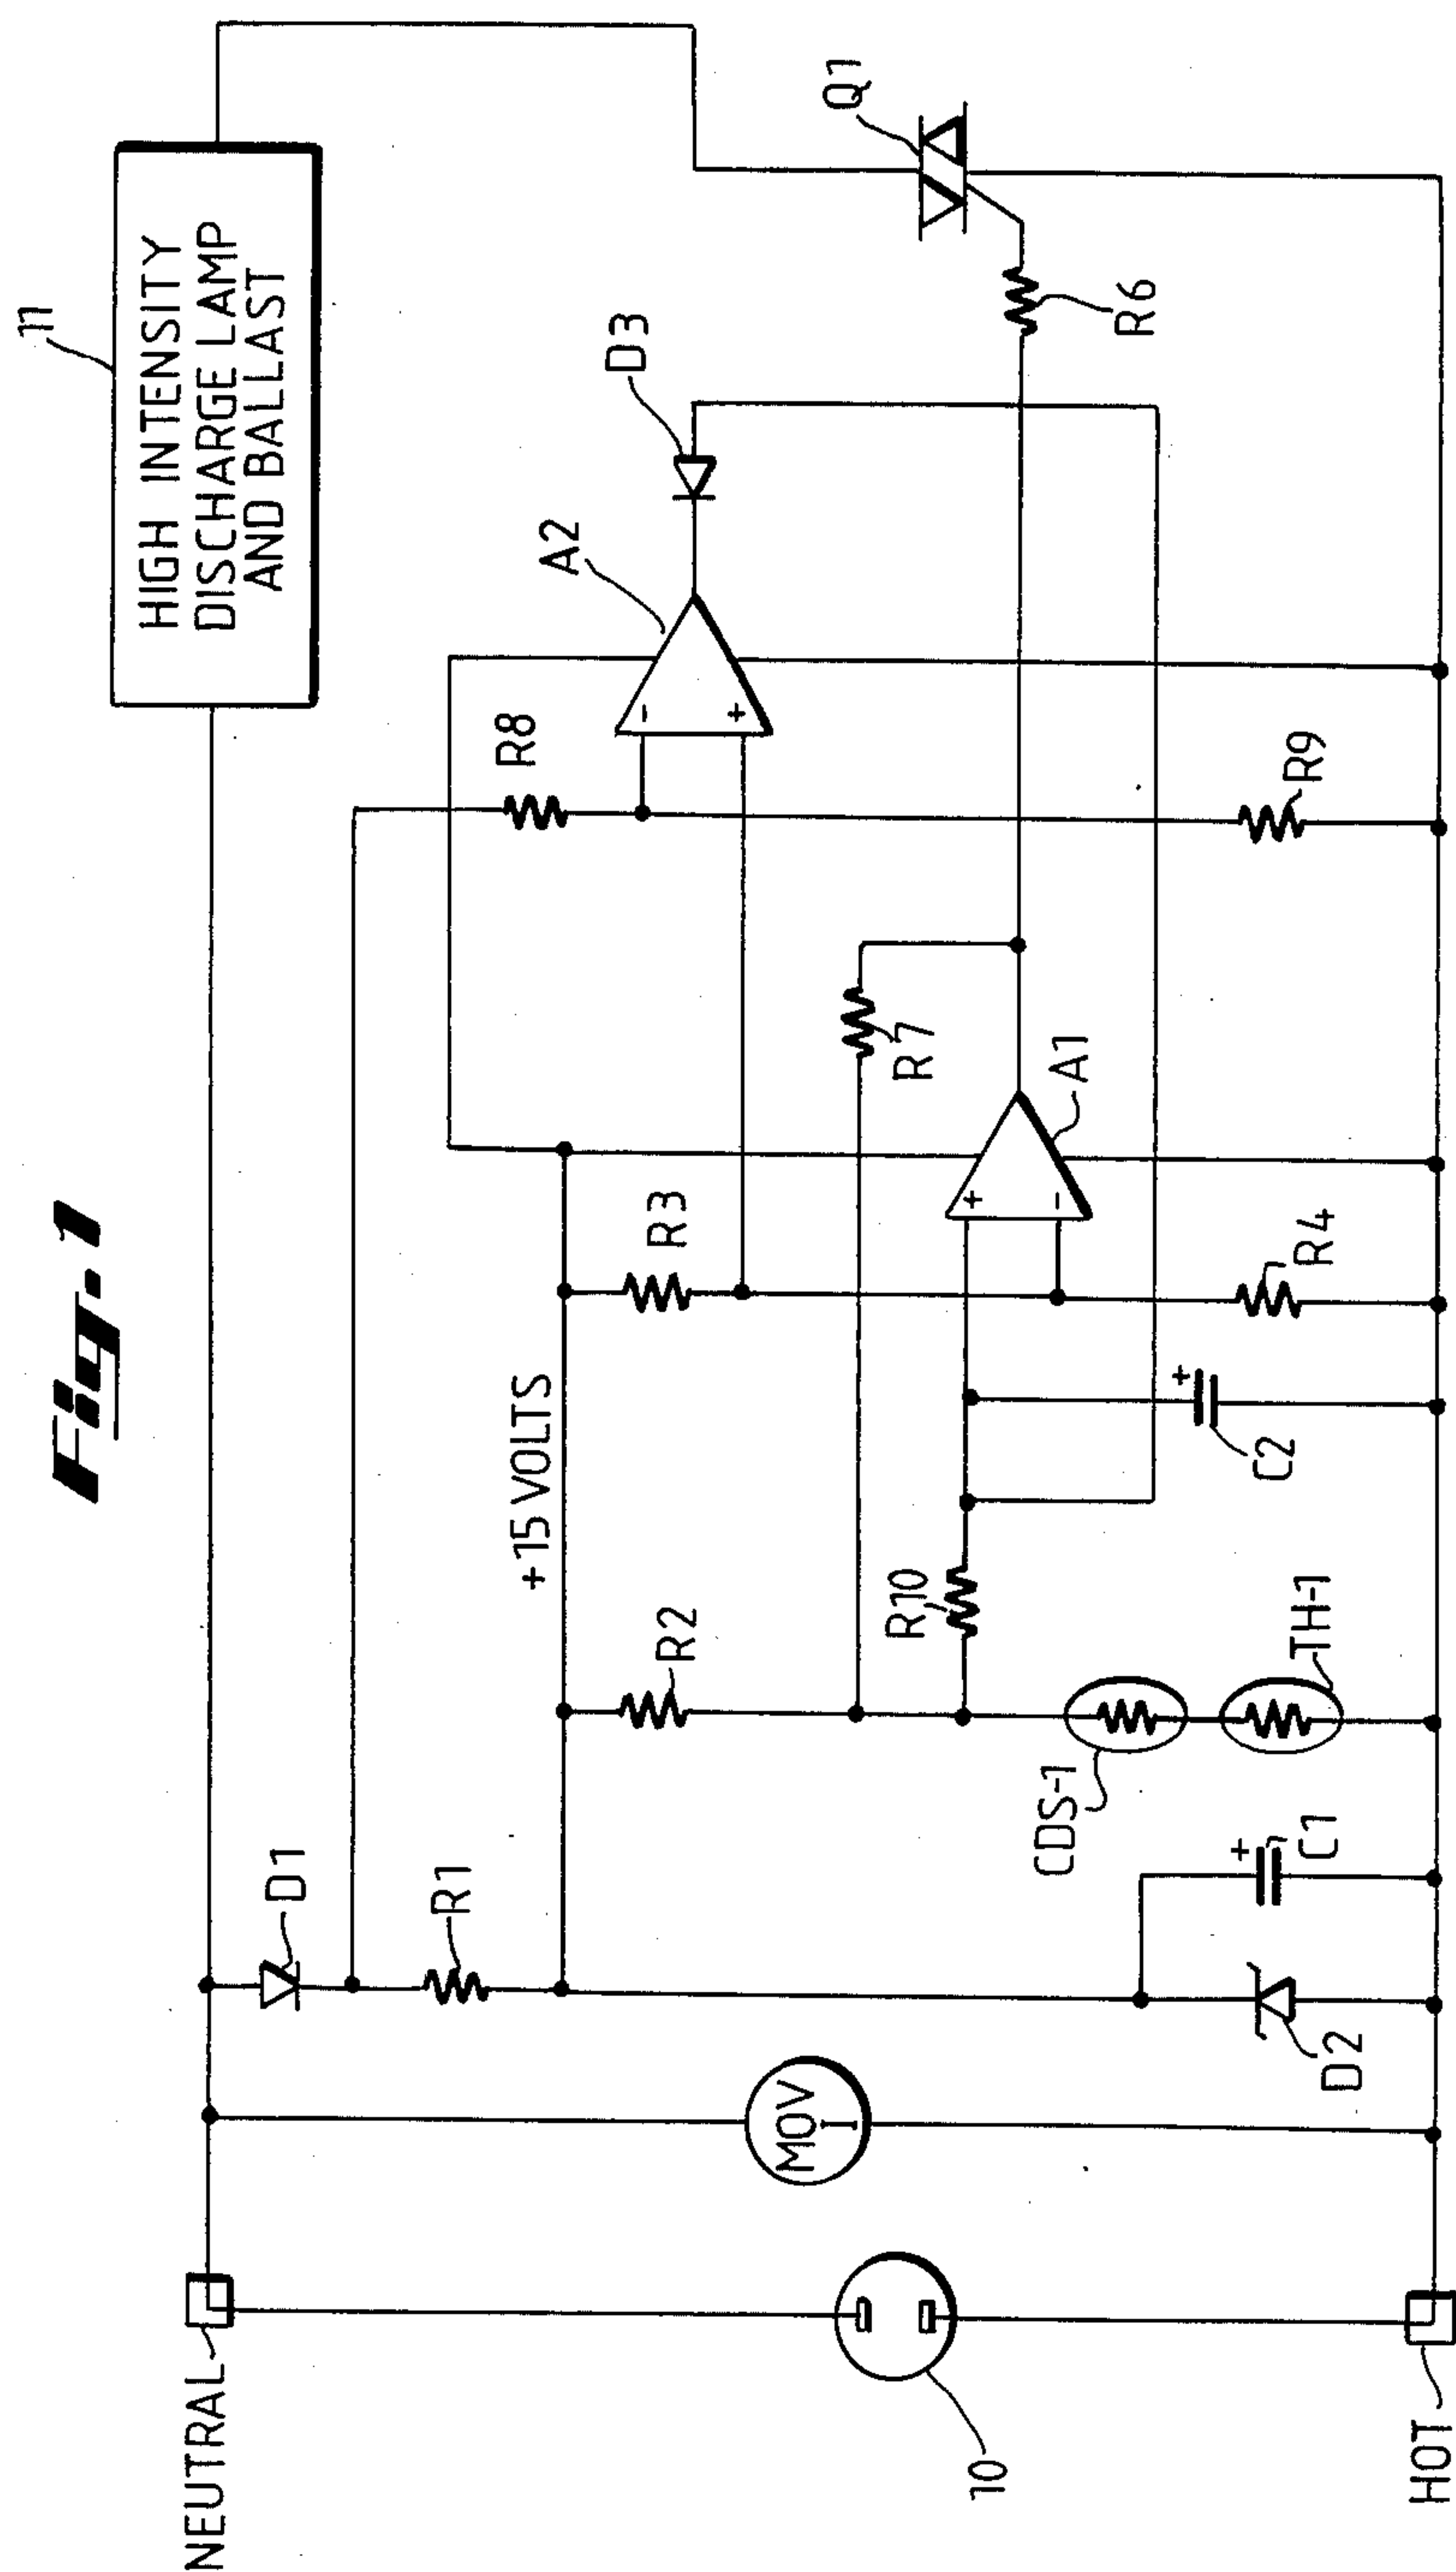 Fig. 1
11
HIGH INTENSITY
DISCHARGE LAMP
AND BALLAST
NEUTRAL
D1
R1
+15 VOLTS
R8
A2
-
+
D3
Q1
R2
R3
R7
R10
+
-
A1
R6
MOV
1
10
CDS-1
TH-1
D2
+
C1
+
C2
R4
R9
HOT